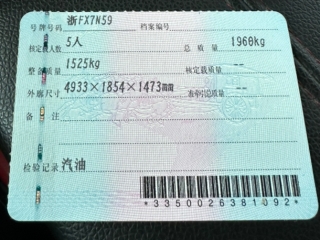 号牌号码 浙FX7N59 档案编号
核定载人数 5人 总质量 1960kg
整备质量 1525kg 核定载质量 --
外廓尺寸 4933×1854×1473mm 准牵引总质量 --
备注
检验记录 汽油
*3350026381092*